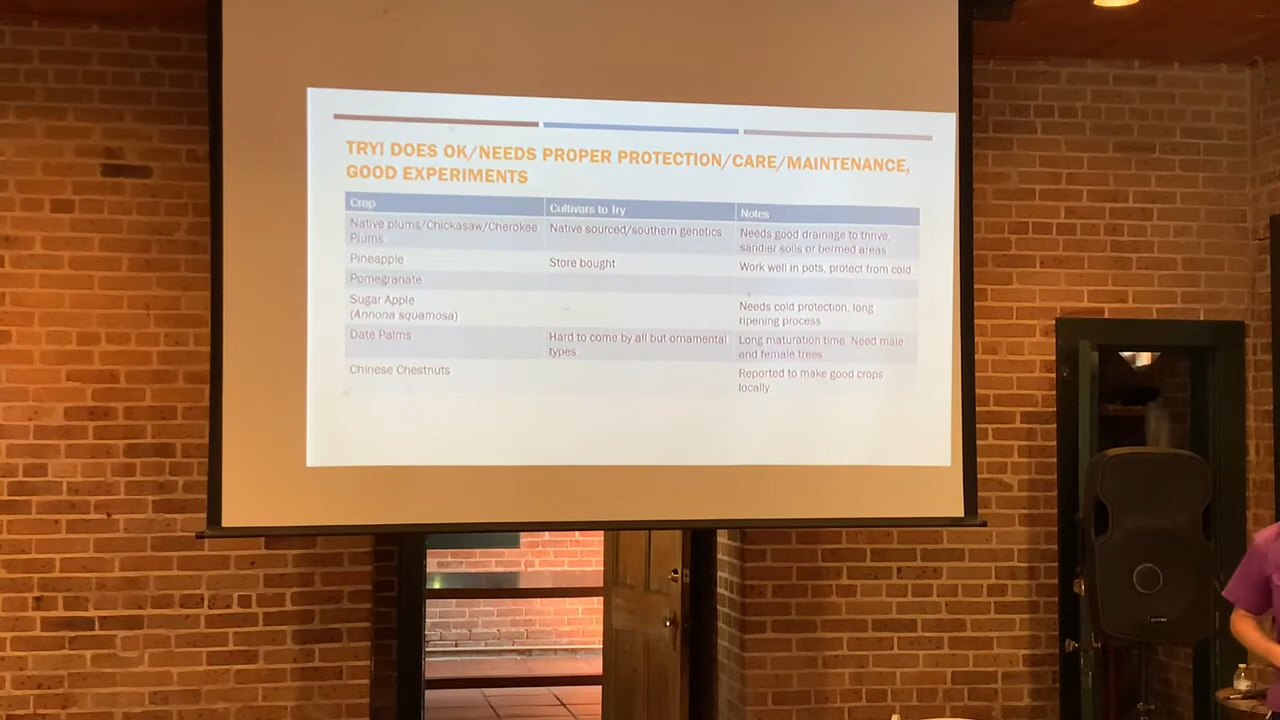 TRY! DOES OK/NEEDS PROPER PROTECTION/CARE/MAINTENANCE,
GOOD EXPERIMENTS
Crop
Cultivars to Try
Notes
Native plums/Chickasaw/Cherokee
Plums
Native sourced/southern genetics
Needs good drainage to thrive,
sandier soils or bermed areas
Pineapple
Store bought
Work well in pots, protect from cold
Pomegranate
Sugar Apple
(Annona squamosa)
Needs cold protection, long
ripening process
Date Palms
Hard to come by all but ornamental
types
Long maturation time. Need male
and female trees
Chinese Chestnuts
Reported to make good crops
locally